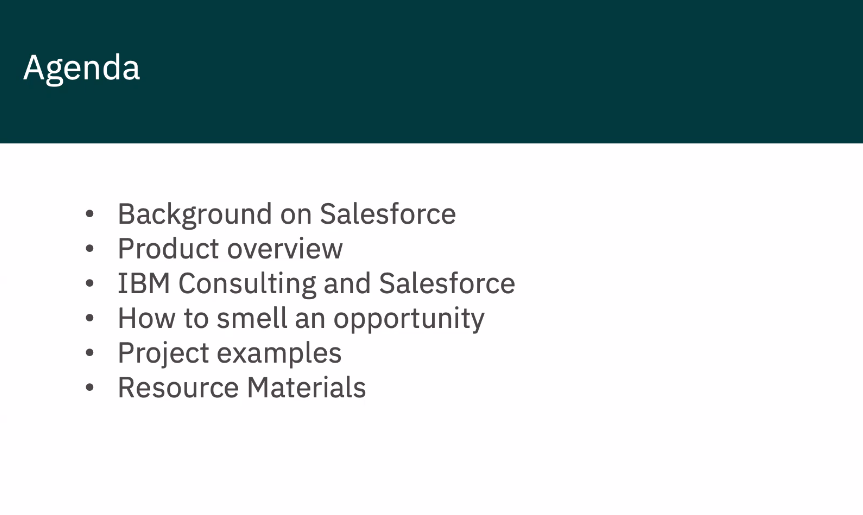 Agenda
• Background on Salesforce
• Product overview
• IBM Consulting and Salesforce
• How to smell an opportunity
• Project examples
• Resource Materials